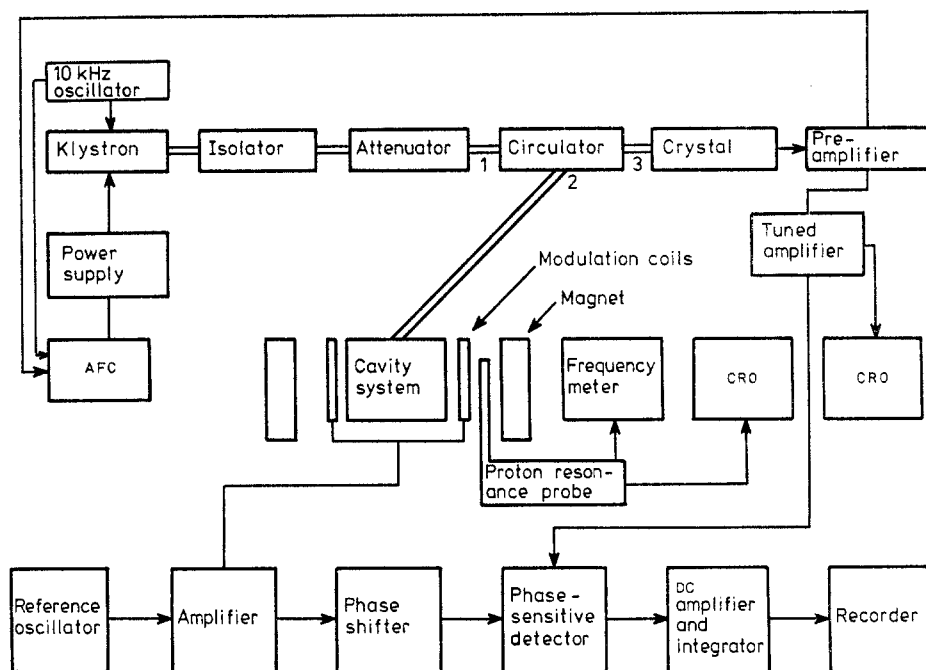 10 kHz
oscillator
Klystron
Isolator
Attenuator
1
Circulator
2
3
Crystal
Pre-
amplifier
Power
supply
Tuned
amplifier
Modulation coils
Magnet
AFC
Cavity
system
Frequency
meter
CRO
CRO
Proton reson-
ance probe
Reference
oscillator
Amplifier
Phase
shifter
Phase-
sensitive
detector
DC
amplifier
and
integrator
Recorder